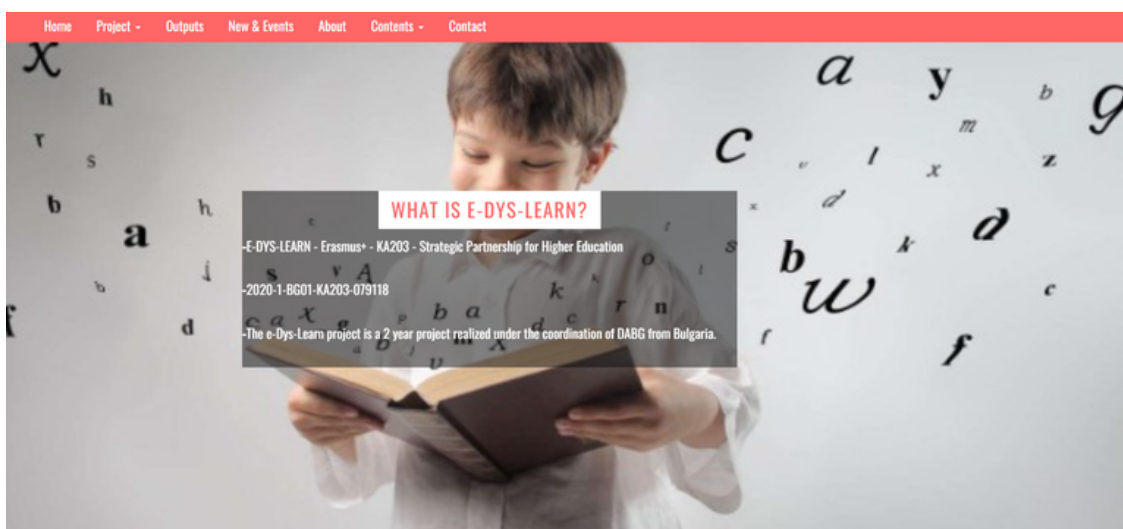 Home Project Outputs New & Events About Contents Contact
WHAT IS E-DYS-LEARN?
-E-DYS-LEARN - Erasmus+ - KA203 - Strategic Partnership for Higher Education
-2020-1-BG01-KA203-079118
-The e-Dys-Learn project is a 2 year project realized under the coordination of DABG from Bulgaria.